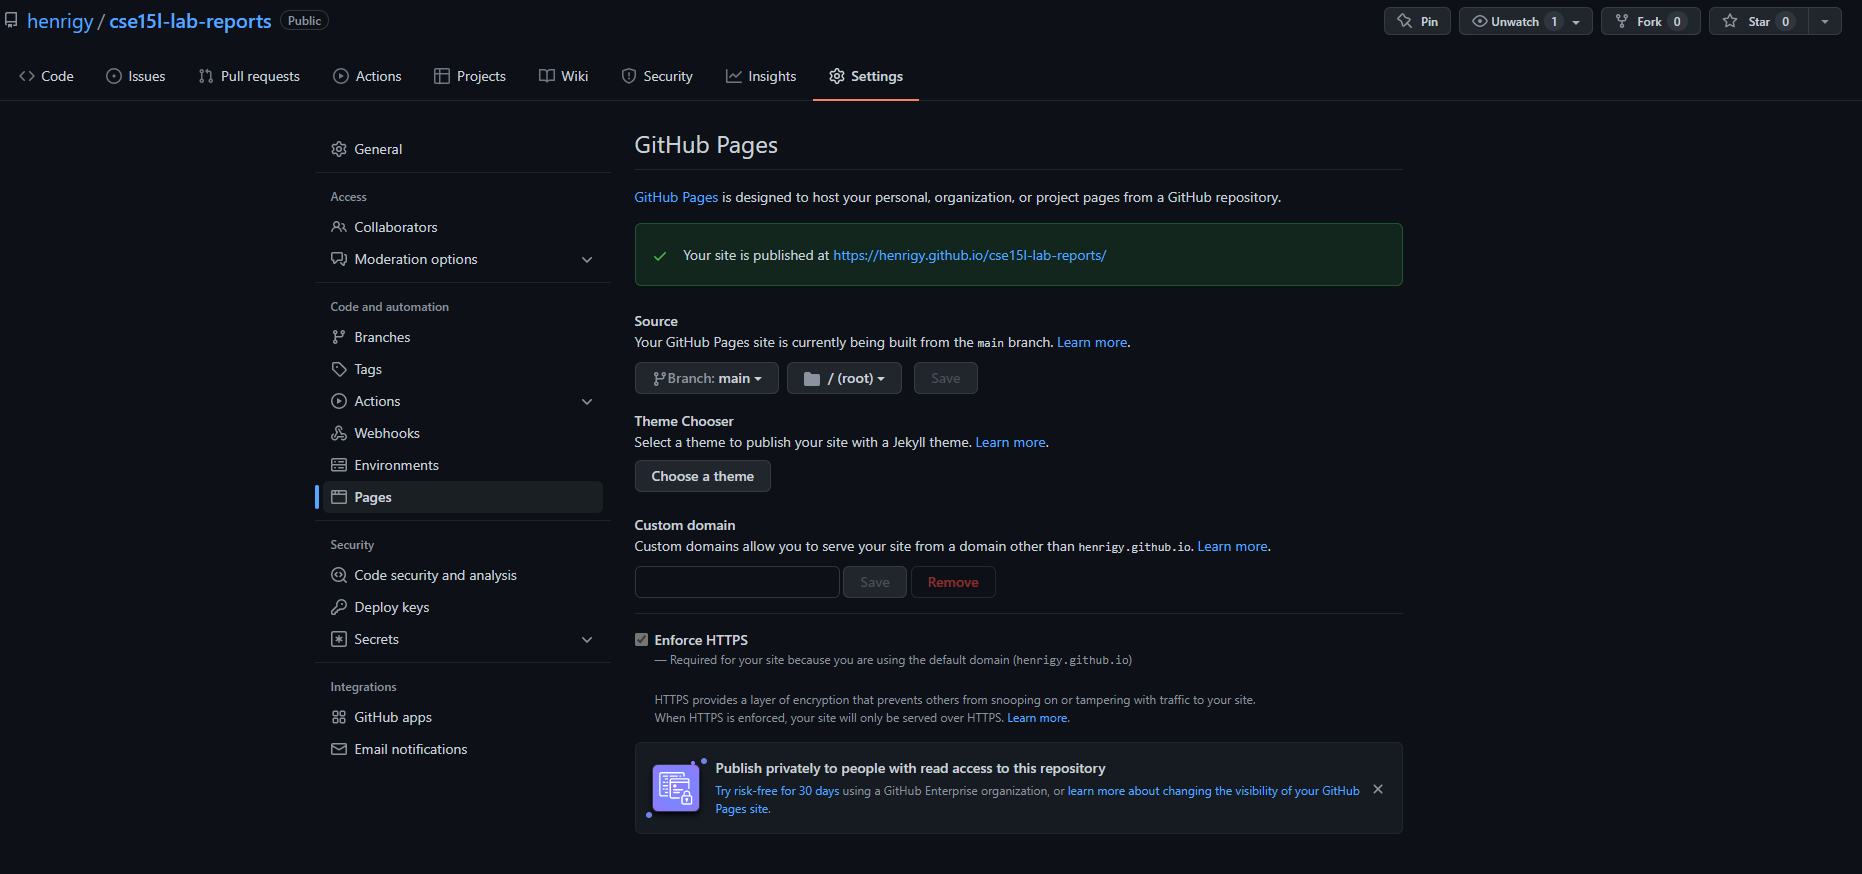 henrigy / cse15l-lab-reports Public
Pin Unwatch 1 Fork 0 Star 0
Code Issues Pull requests Actions Projects Wiki Security Insights Settings
General
Access
Collaborators
Moderation options
Code and automation
Branches
Tags
Actions
Webhooks
Environments
Pages
Security
Code security and analysis
Deploy keys
Secrets
Integrations
GitHub apps
Email notifications
GitHub Pages
GitHub Pages is designed to host your personal, organization, or project pages from a GitHub repository.
Your site is published at https://henrigy.github.io/cse15l-lab-reports/
Source
Your GitHub Pages site is currently being built from the main branch. Learn more.
Branch: main / (root) Save
Theme Chooser
Select a theme to publish your site with a Jekyll theme. Learn more.
Choose a theme
Custom domain
Custom domains allow you to serve your site from a domain other than henrigy.github.io. Learn more.
Save Remove
Enforce HTTPS
— Required for your site because you are using the default domain (henrigy.github.io)
HTTPS provides a layer of encryption that prevents others from snooping on or tampering with traffic to your site.
When HTTPS is enforced, your site will only be served over HTTPS. Learn more.
Publish privately to people with read access to this repository
Try risk-free for 30 days using a GitHub Enterprise organization, or learn more about changing the visibility of your GitHub
Pages site.